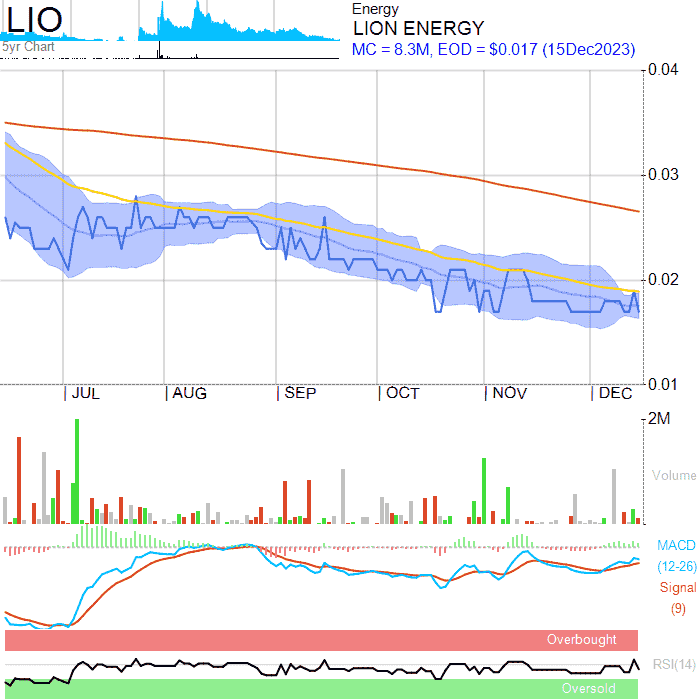 LIO
5yr Chart
Energy
LION ENERGY
MC = 8.3M, EOD = $0.017 (15Dec2023)
0.04
0.03
0.02
0.01
JUL AUG SEP OCT NOV DEC
2M
Volume
MACD
(12-26)
Signal
(9)
Overbought
RSI(14)
Oversold